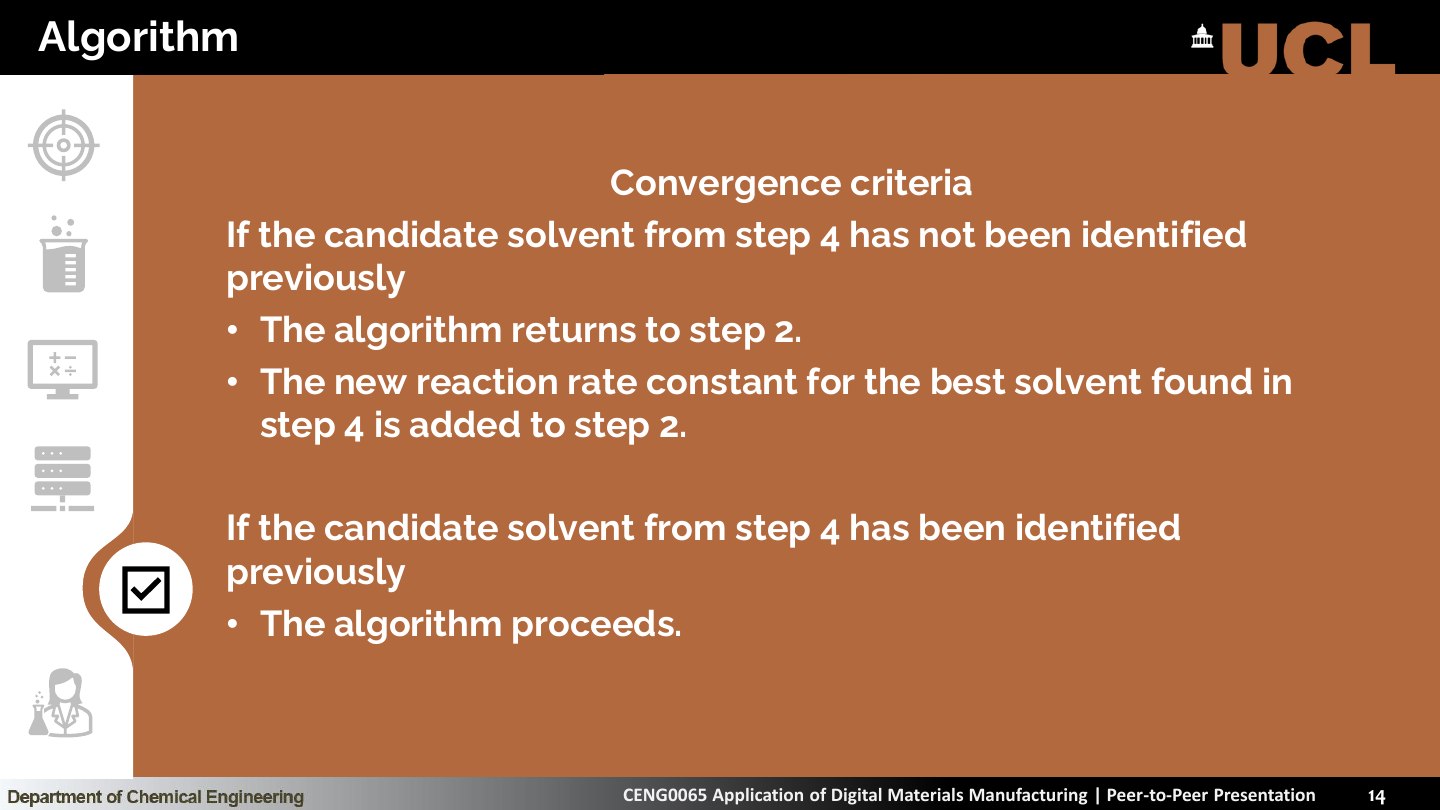 Algorithm
UCL
Convergence criteria
If the candidate solvent from step 4 has not been identified
previously
• The algorithm returns to step 2.
• The new reaction rate constant for the best solvent found in
step 4 is added to step 2.
If the candidate solvent from step 4 has been identified
previously
• The algorithm proceeds.
Department of Chemical Engineering
CENG0065 Application of Digital Materials Manufacturing | Peer-to-Peer Presentation
14